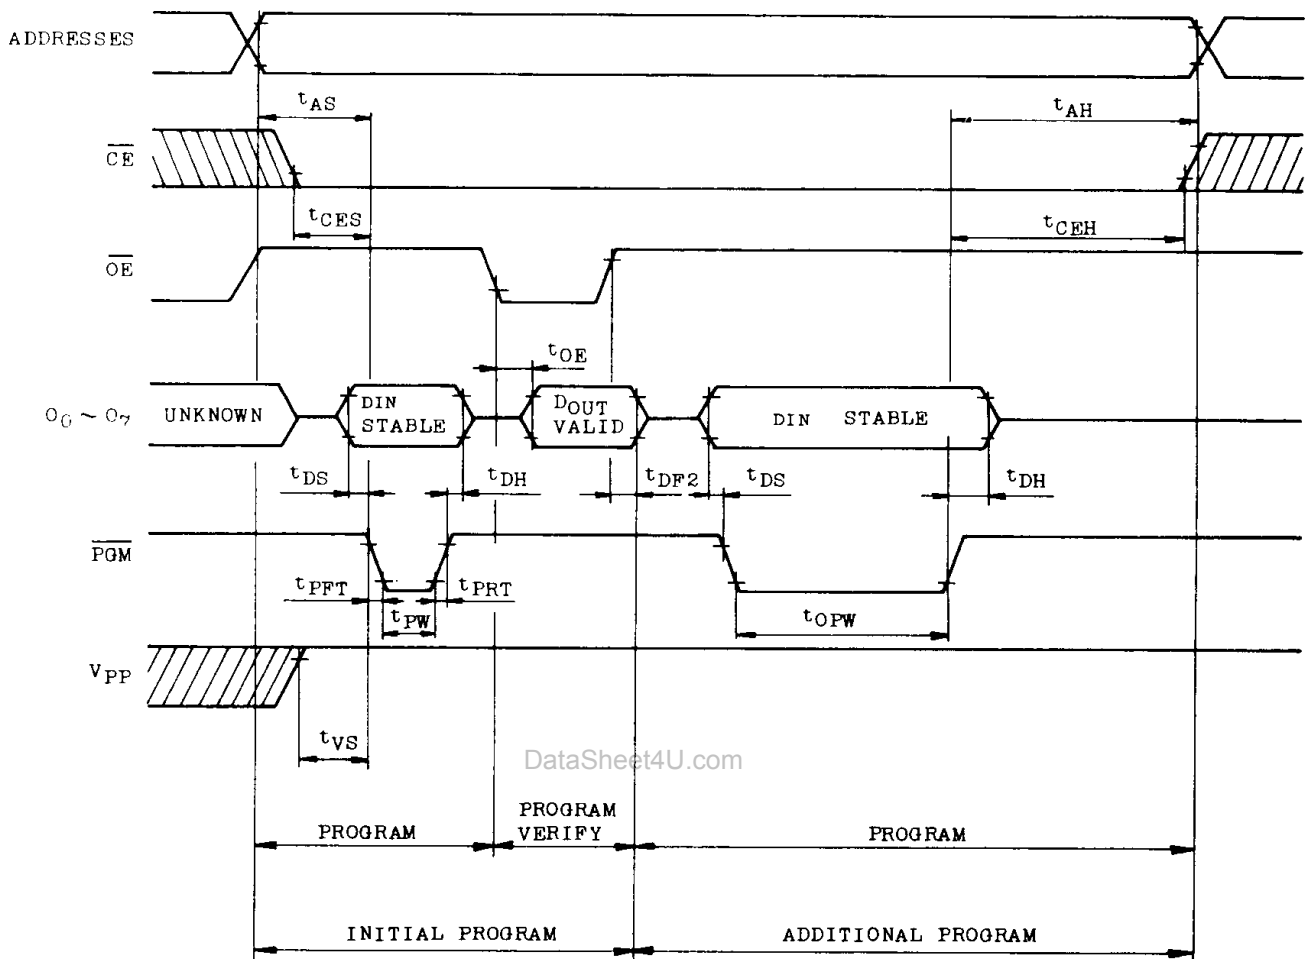 ADDRESSES
tAS
tAH
CE
tCES
tCEH
OE
tOE
O0 ~ O7
UNKNOWN
DIN
STABLE
DOUT
VALID
DIN STABLE
tDS
tDH
tDF2
tDS
tDH
PGM
tPFT
tPRT
tPW
tOPW
VPP
tVS
DataSheet4U.com
PROGRAM
PROGRAM
VERIFY
PROGRAM
INITIAL PROGRAM
ADDITIONAL PROGRAM